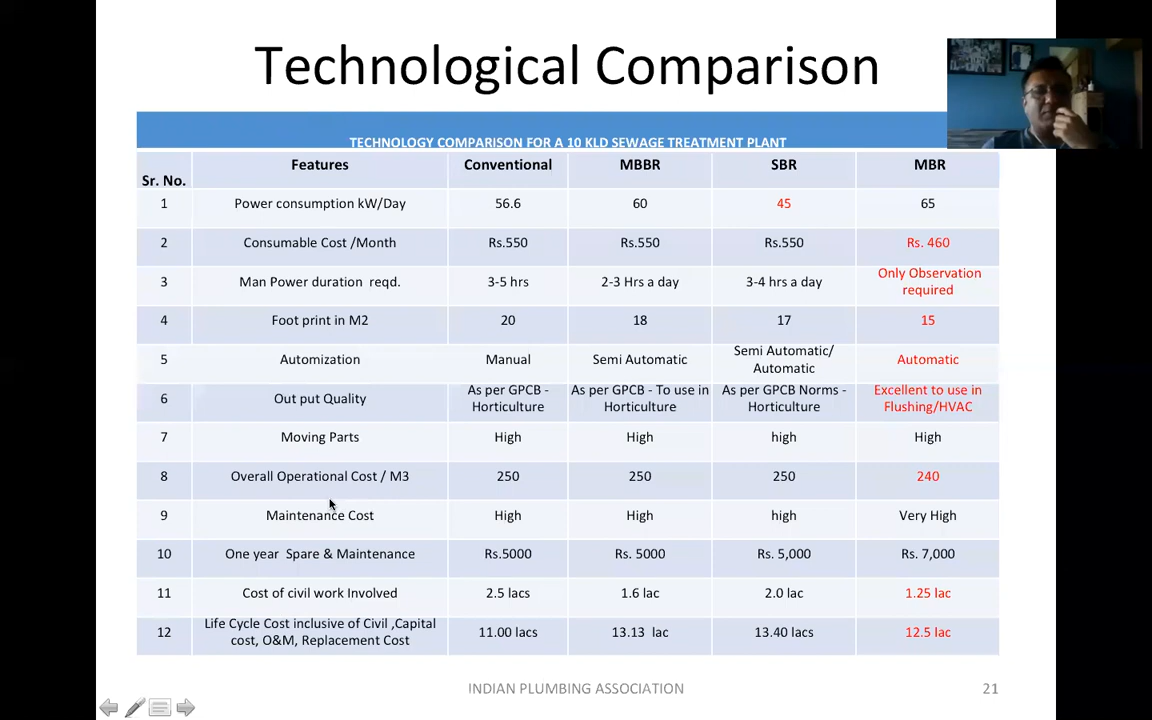 Technological Comparison
TECHNOLOGY COMPARISON FOR A 10 KLD SEWAGE TREATMENT PLANT
Sr. No. Features Conventional MBBR SBR MBR
1 Power consumption kW/Day 56.6 60 45 65
2 Consumable Cost /Month Rs.550 Rs.550 Rs.550 Rs. 460
3 Man Power duration reqd. 3-5 hrs 2-3 Hrs a day 3-4 hrs a day Only Observation
required
4 Foot print in M2 20 18 17 15
5 Automization Manual Semi Automatic Semi Automatic/
Automatic Automatic
6 Out put Quality As per GPCB -
Horticulture As per GPCB - To use in
Horticulture As per GPCB Norms -
Horticulture Excellent to use in
Flushing/HVAC
7 Moving Parts High High high High
8 Overall Operational Cost / M3 250 250 250 240
9 Maintenance Cost High High high Very High
10 One year Spare & Maintenance Rs.5000 Rs. 5000 Rs. 5,000 Rs. 7,000
11 Cost of civil work Involved 2.5 lacs 1.6 lac 2.0 lac 1.25 lac
12 Life Cycle Cost inclusive of Civil ,Capital
cost, O&M, Replacement Cost 11.00 lacs 13.13 lac 13.40 lacs 12.5 lac
INDIAN PLUMBING ASSOCIATION 21